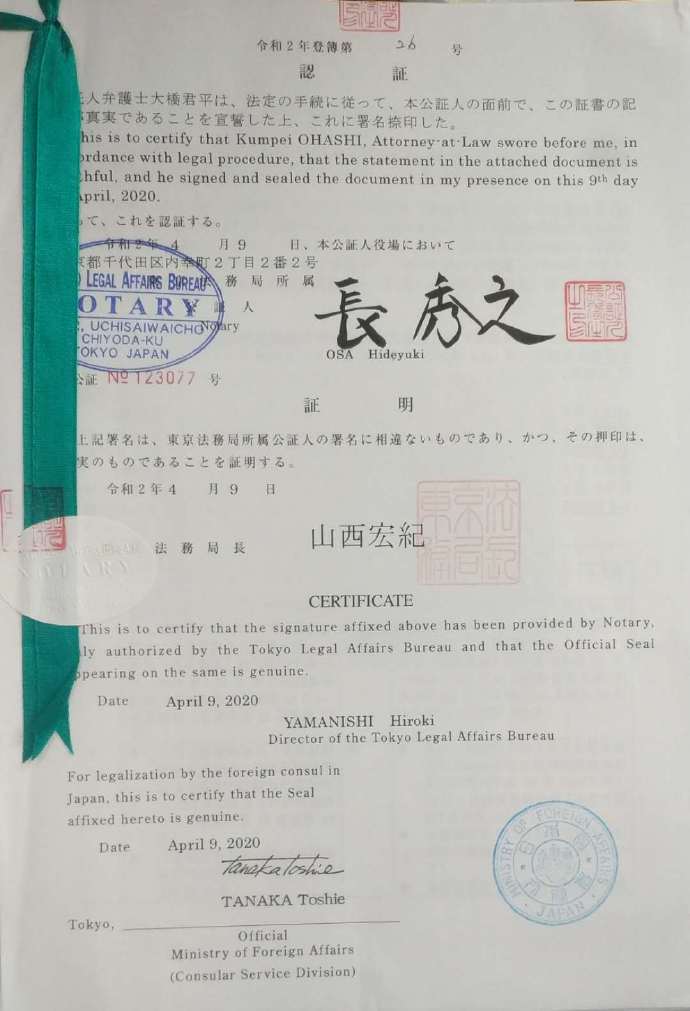 令和2年登簿第 26 号
認 証
人弁護士大橋君平は、法定の手続に従って、本公証人の面前で、この証書の記
真実であることを宣誓した上、これに署名捺印した。
his is to certify that Kumpei OHASHI, Attorney-at-Law swore before me, in
ordance with legal procedure, that the statement in the attached document is
thful, and he signed and sealed the document in my presence on this 9th day
April, 2020.
て、これを認証する。
令和2年 4 月 9 日、本公証人役場において
京都千代田区内幸町2丁目2番2号
LEGAL AFFAIRS BUREAU 務局所属
NOTARY 証人
UCHISAIWAICHO Notary
CHIYODA-KU
TOKYO JAPAN
長秀之
OSA Hideyuki
公証 № 123077 号
証 明
上記署名は、東京法務局所属公証人の署名に相違ないものであり、かつ、その押印は、
実のものであることを証明する。
令和2年 4 月 9 日
法務局長 山西宏紀
CERTIFICATE
This is to certify that the signature affixed above has been provided by Notary,
ly authorized by the Tokyo Legal Affairs Bureau and that the Official Seal
ppearing on the same is genuine.
Date April 9, 2020
YAMANISHI Hiroki
Director of the Tokyo Legal Affairs Bureau
For legalization by the foreign consul in
Japan, this is to certify that the Seal
affixed hereto is genuine.
Date April 9, 2020
Tanaka Toshie
TANAKA Toshie
Tokyo,
Official
Ministry of Foreign Affairs
(Consular Service Division)
MINISTRY OF FOREIGN AFFAIRS
JAPAN